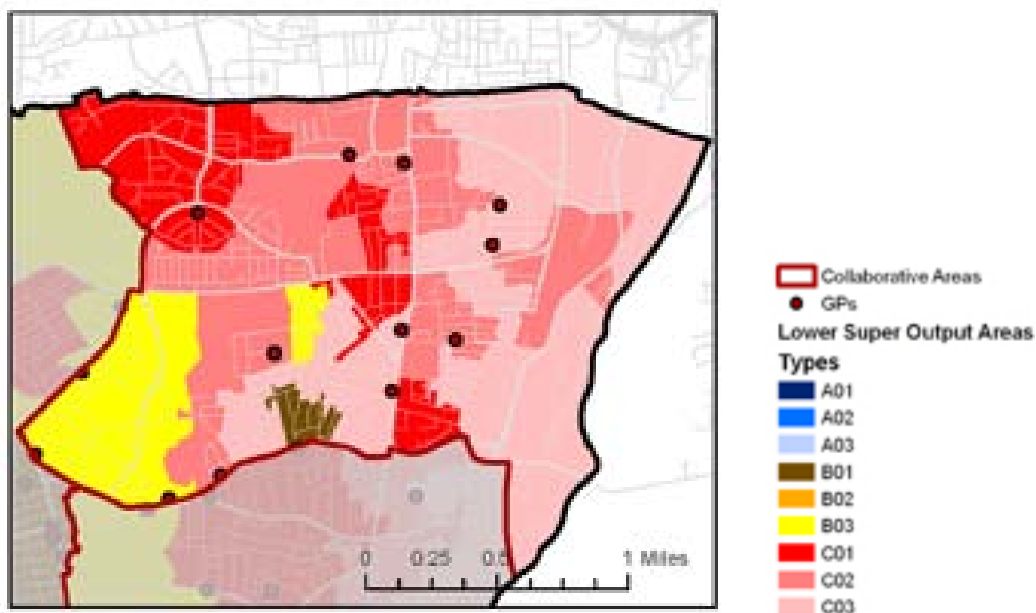 0 0.25 0.5 1 Miles
Collaborative Areas
GPs
Lower Super Output Areas
Types
A01
A02
A03
B01
B02
B03
C01
C02
C03